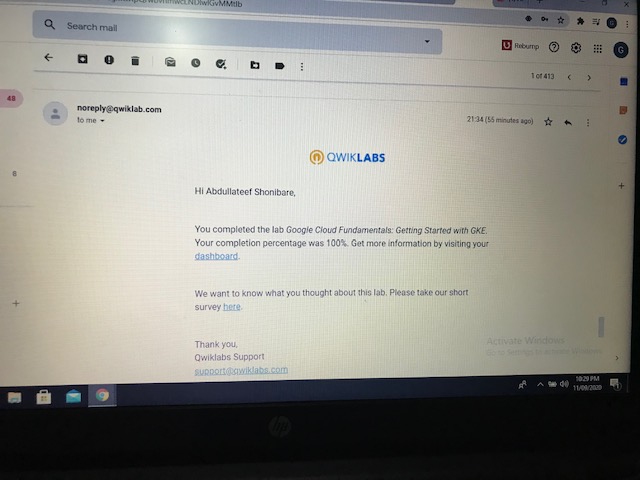 Search mail
Rebump
G
1 of 413
48
noreply@qwiklab.com
to me
21:34 (55 minutes ago)
QWIKLABS
8
Hi Abdullateef Shonibare,
You completed the lab Google Cloud Fundamentals: Getting Started with GKE.
Your completion percentage was 100%. Get more information by visiting your
dashboard.
We want to know what you thought about this lab. Please take our short
survey here.
Thank you,
Qwiklabs Support
support@qwiklabs.com
Activate Windows
Go to Settings to activate Windows.
10:29 PM
11/09/2020
hp